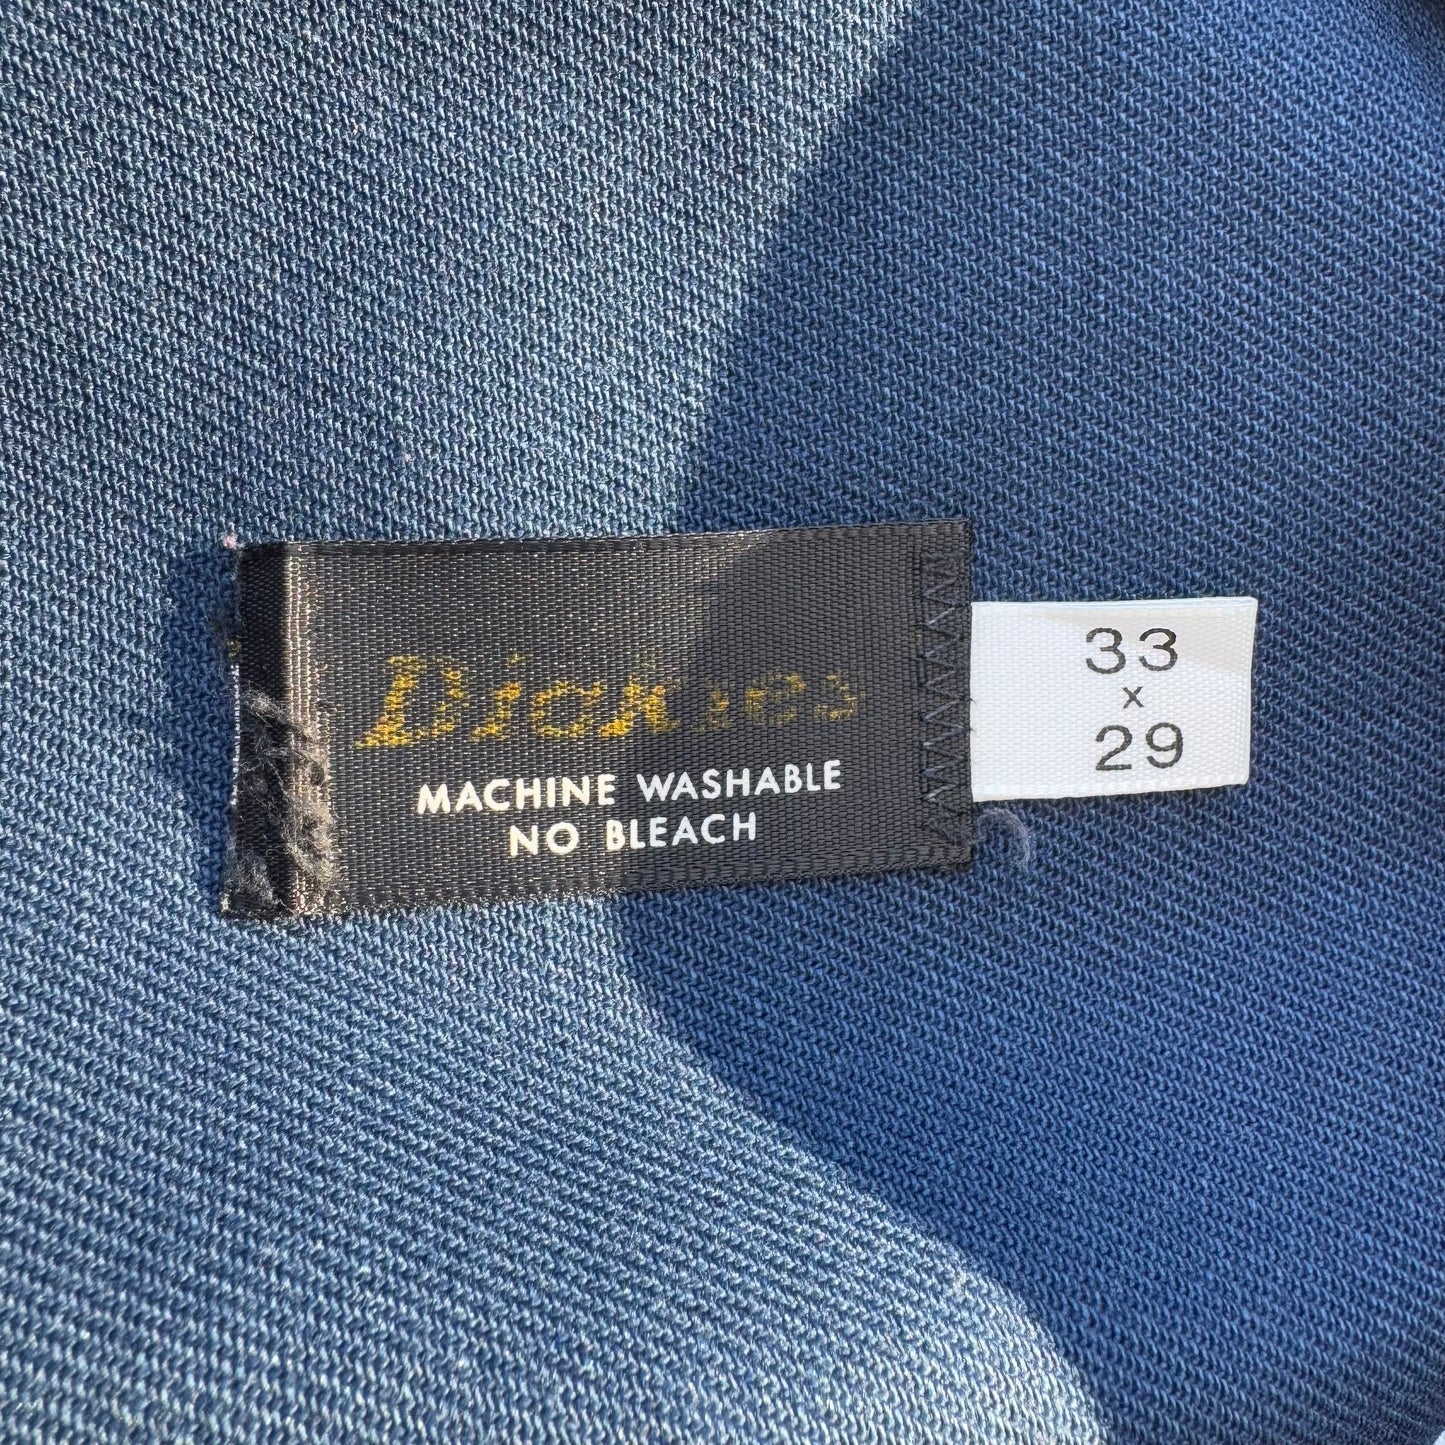 Dickies
MACHINE WASHABLE
NO BLEACH
33
x
29